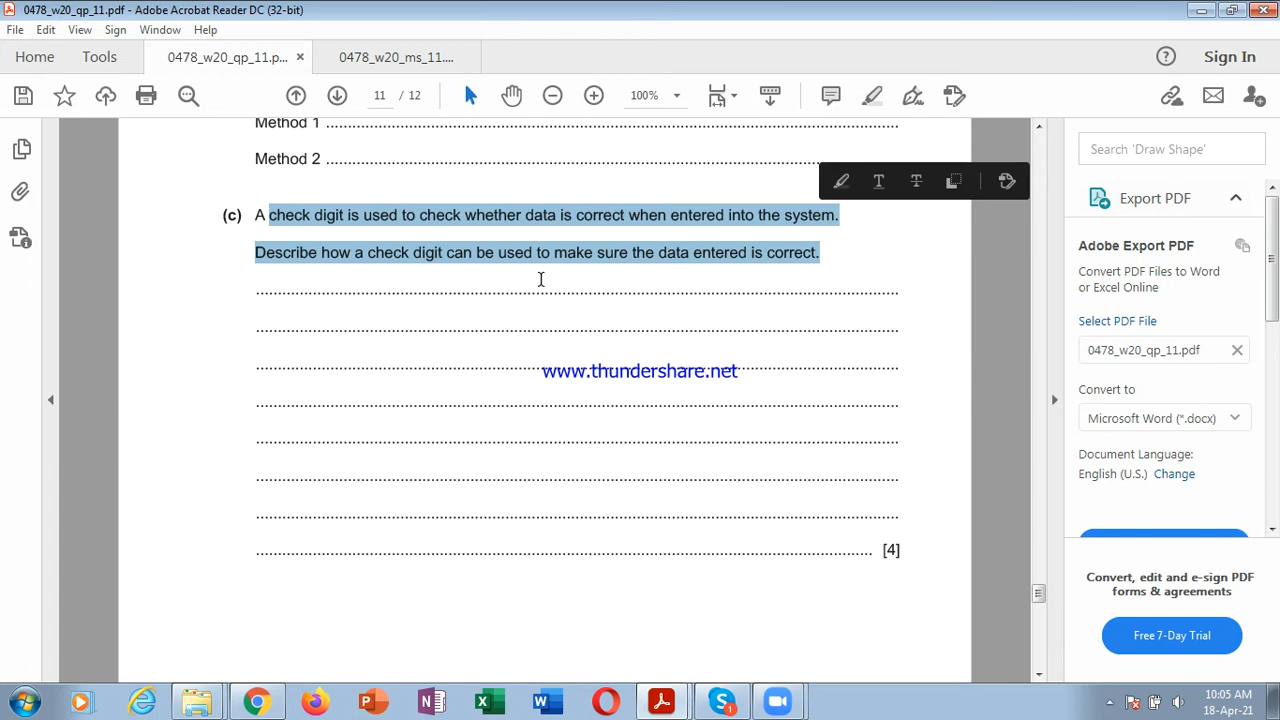 0478_w20_qp_11.pdf - Adobe Acrobat Reader DC (32-bit)
File Edit View Sign Window Help
Home Tools 0478_w20_qp_11.p... × 0478_w20_ms_11.... Sign In
11 / 12 100%
Method 1 ................................................................
Method 2 ................................................................
(c) A check digit is used to check whether data is correct when entered into the system.
Describe how a check digit can be used to make sure the data entered is correct.
www.thundershare.net
[4]
Search 'Draw Shape'
Export PDF
Adobe Export PDF
Convert PDF Files to Word
or Excel Online
Select PDF File
0478_w20_qp_11.pdf
Convert to
Microsoft Word (*.docx)
Document Language:
English (U.S.) Change
Convert, edit and e-sign PDF
forms & agreements
Free 7-Day Trial
10:05 AM
18-Apr-21